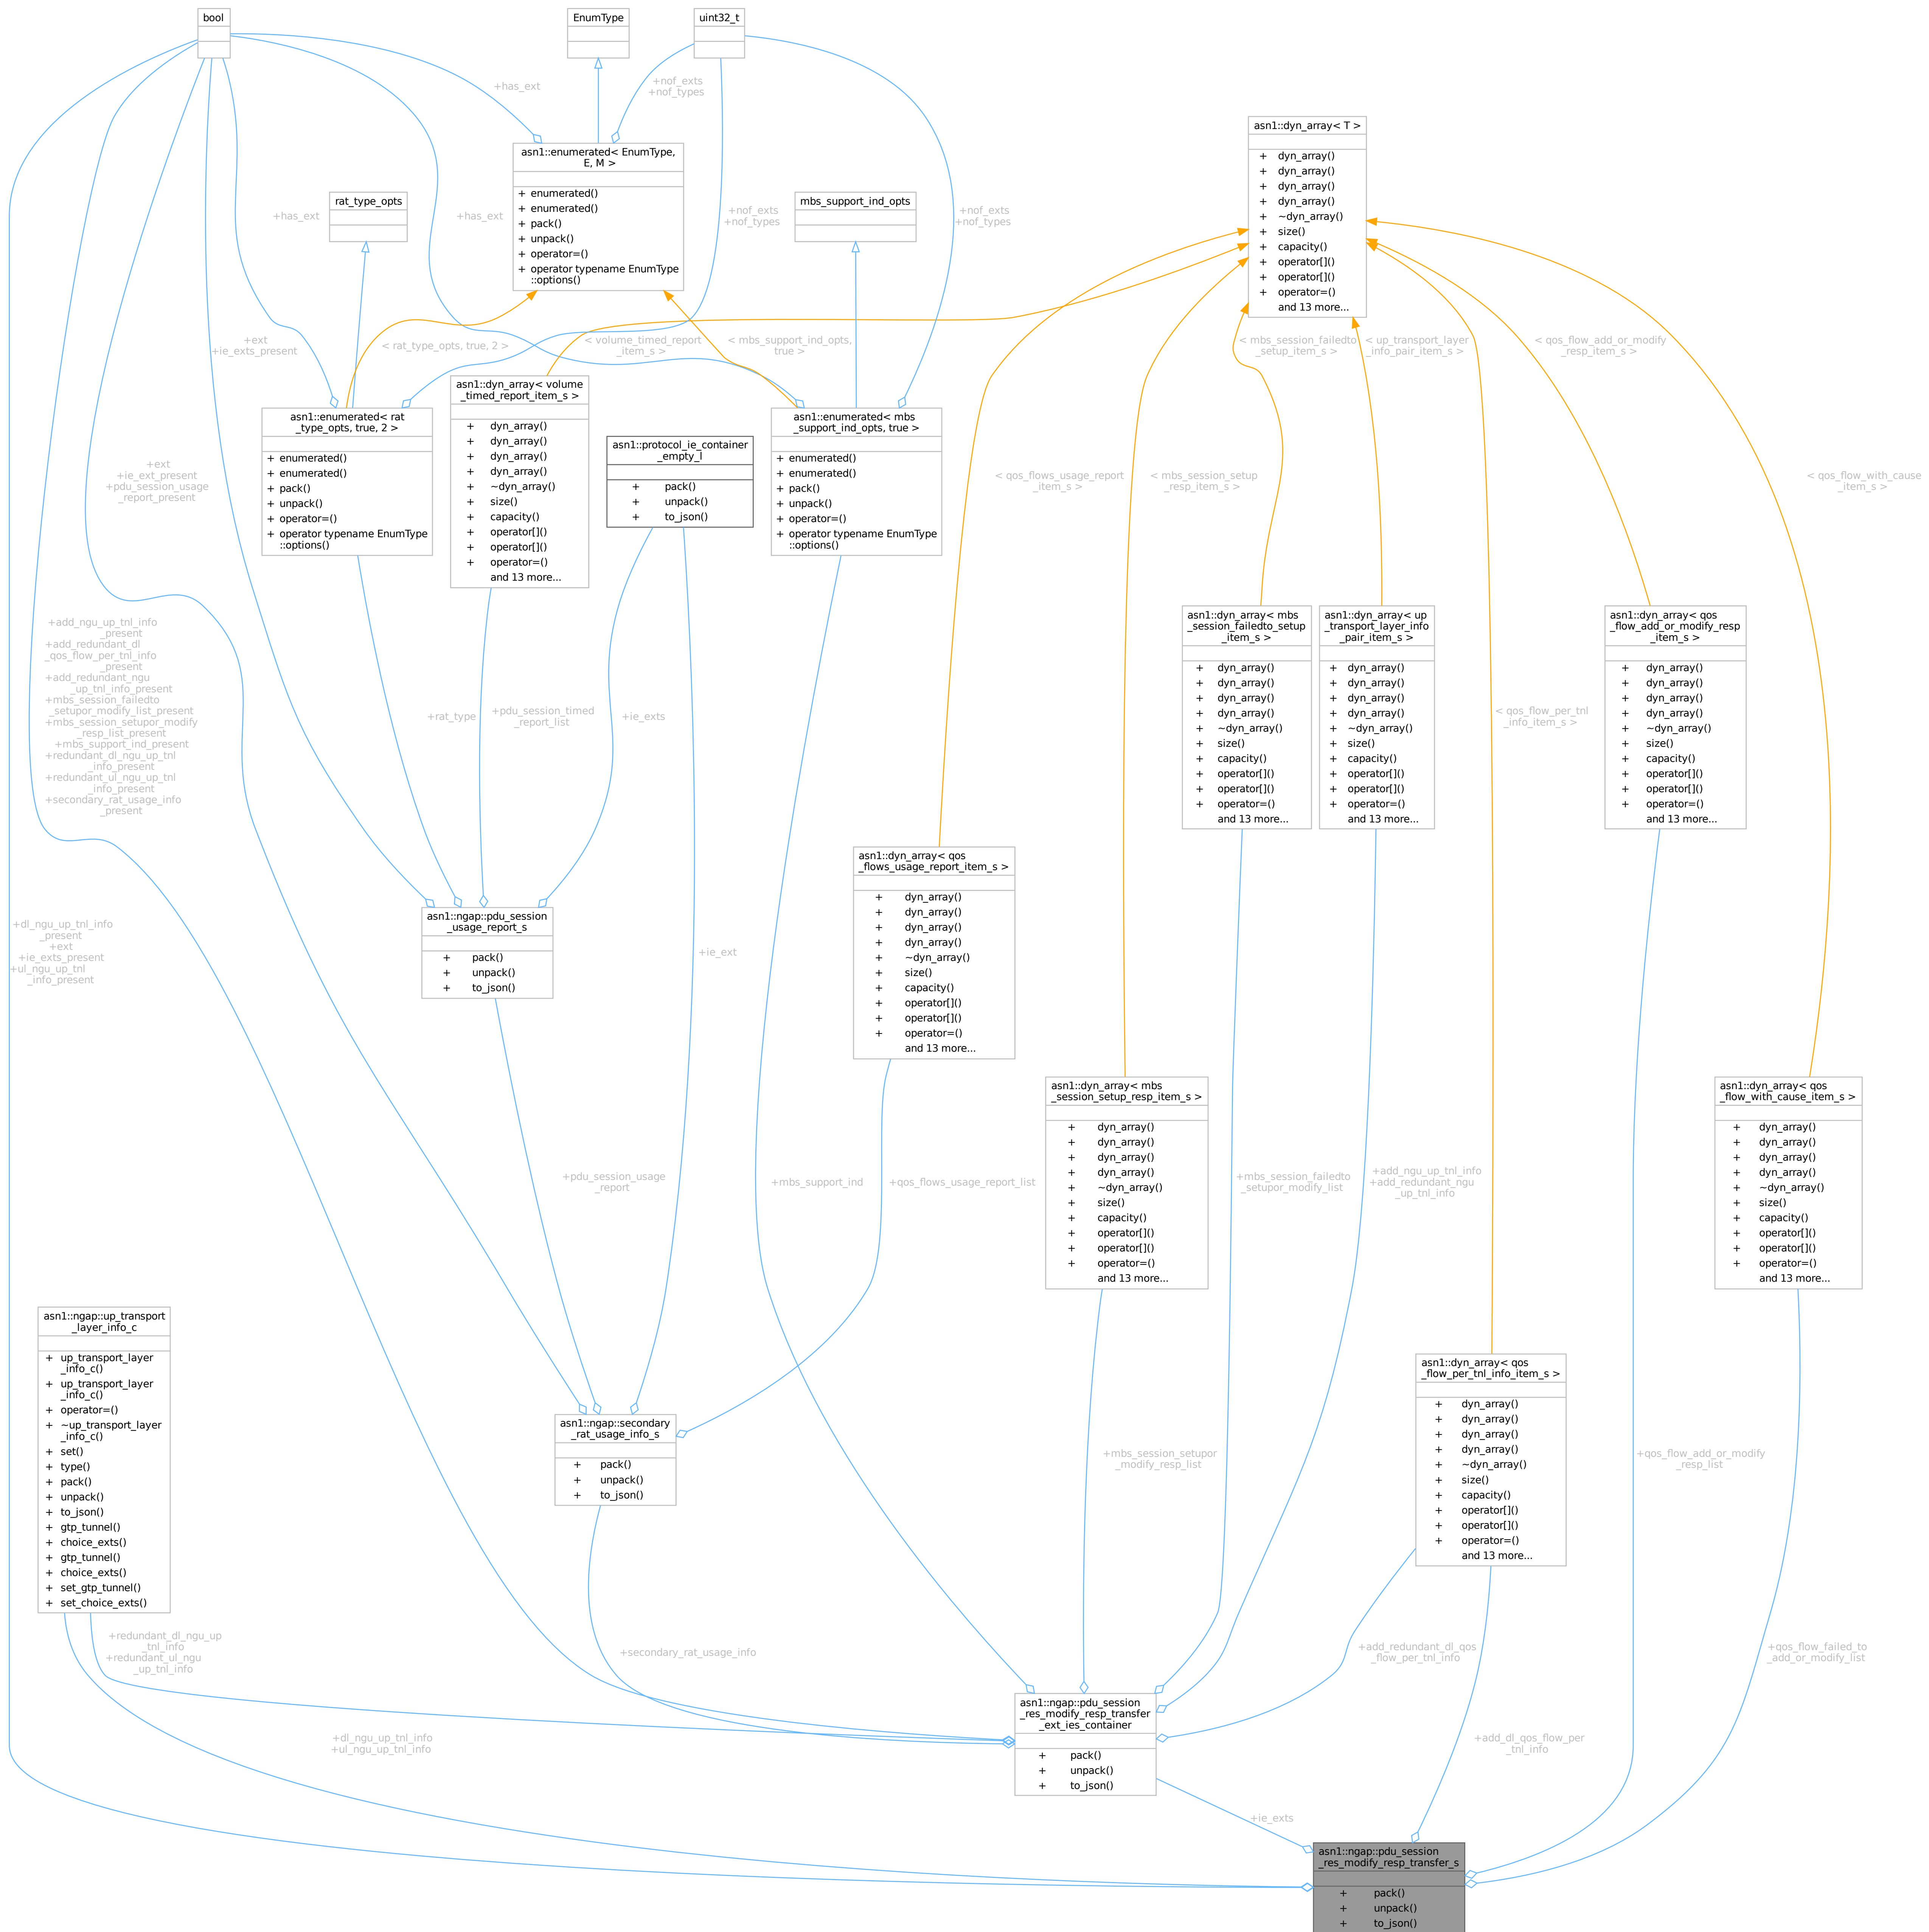 bool
EnumType
uint32_t
+has_ext
+nof_exts
+nof_types
asn1::dyn_array< T >
+ dyn_array()
+ dyn_array()
+ dyn_array()
+ dyn_array()
+ ~dyn_array()
+ size()
+ capacity()
+ operator[]()
+ operator[]()
+ operator=()
and 13 more...
asn1::enumerated< EnumType,
E, M >
+ enumerated()
+ enumerated()
+ pack()
+ unpack()
+ operator=()
+ operator typename EnumType
::options()
rat_type_opts
mbs_support_ind_opts
+has_ext
+has_ext
+nof_exts
+nof_types
+nof_exts
+nof_types
+ext
+ie_exts_present
< rat_type_opts, true, 2 >
< volume_timed_report
_item_s >
< mbs_support_ind_opts,
true >
< mbs_session_failedto
_setup_item_s >
< up_transport_layer
_info_pair_item_s >
< qos_flow_add_or_modify
_resp_item_s >
asn1::enumerated< rat
_type_opts, true, 2 >
+ enumerated()
+ enumerated()
+ pack()
+ unpack()
+ operator=()
+ operator typename EnumType
::options()
asn1::dyn_array< volume
_timed_report_item_s >
+ dyn_array()
+ dyn_array()
+ dyn_array()
+ dyn_array()
+ ~dyn_array()
+ size()
+ capacity()
+ operator[]()
+ operator[]()
+ operator=()
and 13 more...
asn1::protocol_ie_container
_empty_l
+ pack()
+ unpack()
+ to_json()
asn1::enumerated< mbs
_support_ind_opts, true >
+ enumerated()
+ enumerated()
+ pack()
+ unpack()
+ operator=()
+ operator typename EnumType
::options()
+ext
+ie_ext_present
+pdu_session_usage
_report_present
< qos_flows_usage_report
_item_s >
< mbs_session_setup
_resp_item_s >
< qos_flow_with_cause
_item_s >
+add_ngu_up_tnl_info
_present
+add_redundant_dl
_qos_flow_per_tnl_info
_present
+add_redundant_ngu
_up_tnl_info_present
+mbs_session_failedto
_setupor_modify_list_present
+mbs_session_setupor_modify
_resp_list_present
+mbs_support_ind_present
+redundant_dl_ngu_up_tnl
_info_present
+redundant_ul_ngu_up_tnl
_info_present
+secondary_rat_usage_info
_present
+rat_type
+pdu_session_timed
_report_list
+ie_exts
asn1::dyn_array< mbs
_session_failedto_setup
_item_s >
+ dyn_array()
+ dyn_array()
+ dyn_array()
+ dyn_array()
+ ~dyn_array()
+ size()
+ capacity()
+ operator[]()
+ operator[]()
+ operator=()
and 13 more...
asn1::dyn_array< up
_transport_layer_info
_pair_item_s >
+ dyn_array()
+ dyn_array()
+ dyn_array()
+ dyn_array()
+ ~dyn_array()
+ size()
+ capacity()
+ operator[]()
+ operator[]()
+ operator=()
and 13 more...
< qos_flow_per_tnl
_info_item_s >
asn1::dyn_array< qos
_flow_add_or_modify_resp
_item_s >
+ dyn_array()
+ dyn_array()
+ dyn_array()
+ dyn_array()
+ ~dyn_array()
+ size()
+ capacity()
+ operator[]()
+ operator[]()
+ operator=()
and 13 more...
+dl_ngu_up_tnl_info
_present
+ext
+ie_exts_present
+ul_ngu_up_tnl
_info_present
asn1::ngap::pdu_session
_usage_report_s
+ pack()
+ unpack()
+ to_json()
+ie_ext
asn1::dyn_array< qos
_flows_usage_report_item_s >
+ dyn_array()
+ dyn_array()
+ dyn_array()
+ dyn_array()
+ ~dyn_array()
+ size()
+ capacity()
+ operator[]()
+ operator[]()
+ operator=()
and 13 more...
asn1::dyn_array< mbs
_session_setup_resp_item_s >
+ dyn_array()
+ dyn_array()
+ dyn_array()
+ dyn_array()
+ ~dyn_array()
+ size()
+ capacity()
+ operator[]()
+ operator[]()
+ operator=()
and 13 more...
asn1::dyn_array< qos
_flow_with_cause_item_s >
+ dyn_array()
+ dyn_array()
+ dyn_array()
+ dyn_array()
+ ~dyn_array()
+ size()
+ capacity()
+ operator[]()
+ operator[]()
+ operator=()
and 13 more...
+pdu_session_usage
_report
+mbs_support_ind
+qos_flows_usage_report_list
+mbs_session_failedto
_setupor_modify_list
+add_ngu_up_tnl_info
+add_redundant_ngu
_up_tnl_info
asn1::ngap::up_transport
_layer_info_c
+ up_transport_layer
_info_c()
+ up_transport_layer
_info_c()
+ operator=()
+ ~up_transport_layer
_info_c()
+ set()
+ type()
+ pack()
+ unpack()
+ to_json()
+ gtp_tunnel()
+ choice_exts()
+ gtp_tunnel()
+ choice_exts()
+ set_gtp_tunnel()
+ set_choice_exts()
asn1::ngap::secondary
_rat_usage_info_s
+ pack()
+ unpack()
+ to_json()
+mbs_session_setupor
_modify_resp_list
asn1::dyn_array< qos
_flow_per_tnl_info_item_s >
+ dyn_array()
+ dyn_array()
+ dyn_array()
+ dyn_array()
+ ~dyn_array()
+ size()
+ capacity()
+ operator[]()
+ operator[]()
+ operator=()
and 13 more...
+qos_flow_add_or_modify
_resp_list
+redundant_dl_ngu_up
_tnl_info
+redundant_ul_ngu
_up_tnl_info
+secondary_rat_usage_info
+add_redundant_dl_qos
_flow_per_tnl_info
+qos_flow_failed_to
_add_or_modify_list
asn1::ngap::pdu_session
_res_modify_resp_transfer
_ext_ies_container
+ pack()
+ unpack()
+ to_json()
+dl_ngu_up_tnl_info
+ul_ngu_up_tnl_info
+add_dl_qos_flow_per
_tnl_info
+ie_exts
asn1::ngap::pdu_session
_res_modify_resp_transfer_s
+ pack()
+ unpack()
+ to_json()